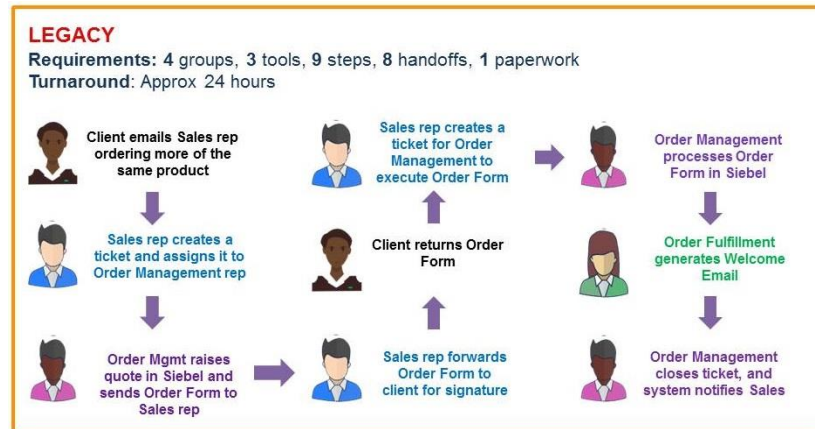 LEGACY
Requirements: 4 groups, 3 tools, 9 steps, 8 handoffs, 1 paperwork
Turnaround: Approx 24 hours
Client emails Sales rep
ordering more of the
same product
Sales rep creates a
ticket and assigns it to
Order Management rep
Order Mgmt raises
quote in Siebel and
sends Order Form to
Sales rep
Sales rep forwards
Order Form to
client for signature
Client returns Order
Form
Sales rep creates a
ticket for Order
Management to
execute Order Form
Order Management
processes Order
Form in Siebel
Order Fulfillment
generates Welcome
Email
Order Management
closes ticket, and
system notifies Sales